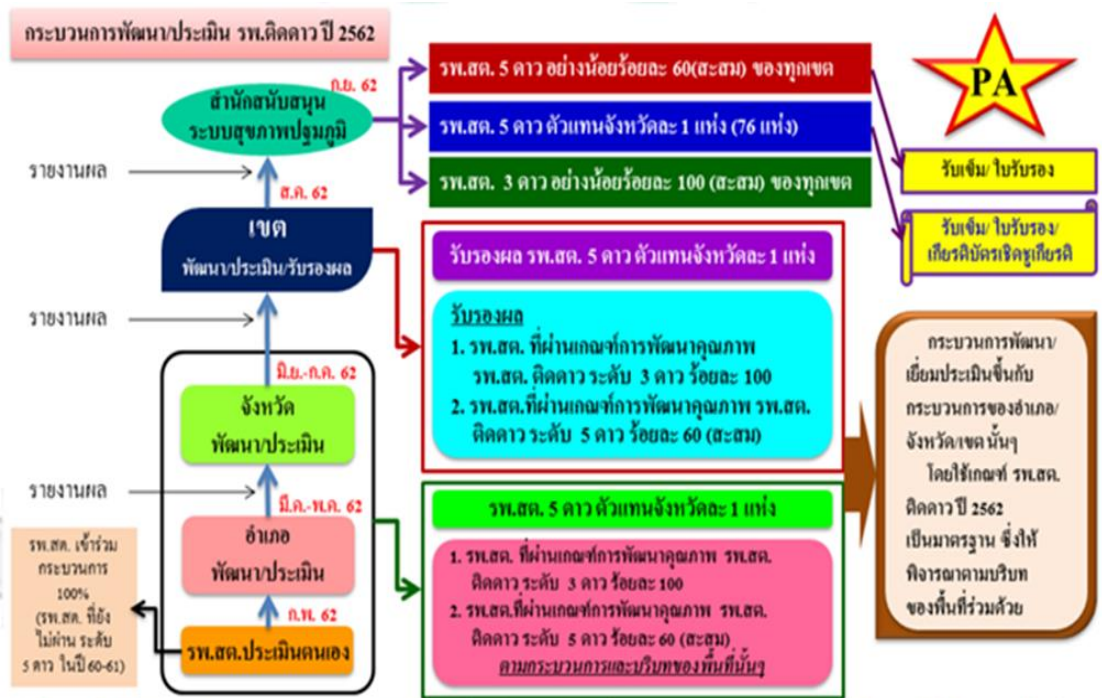 กระบวนการพัฒนา/ประเมิน รพ.ติดดาว ปี 2562
ก.ย. 62
สำนักสนับสนุน
ระบบสุขภาพปฐมภูมิ
รายงานผล
ส.ค. 62
เขต
พัฒนา/ประเมิน/รับรองผล
รายงานผล
มิ.ย.-ก.ค. 62
จังหวัด
พัฒนา/ประเมิน
รายงานผล
มี.ค.-พ.ค. 62
อำเภอ
พัฒนา/ประเมิน
ก.พ. 62
รพ.สต.ประเมินตนเอง
รพ.สต. เข้าร่วม
กระบวนการ
100%
(รพ.สต. ที่ยัง
ไม่ผ่าน ระดับ
5 ดาว ในปี 60-61)
รพ.สต. 5 ดาว อย่างน้อยร้อยละ 60(สะสม) ของทุกเขต
รพ.สต. 5 ดาว ตัวแทนจังหวัดละ 1 แห่ง (76 แห่ง)
รพ.สต. 3 ดาว อย่างน้อยร้อยละ 100 (สะสม) ของทุกเขต
PA
รับเข็ม/ ใบรับรอง
รับเข็ม/ ใบรับรอง/
เกียรติบัตรเชิดชูเกียรติ
รับรองผล รพ.สต. 5 ดาว ตัวแทนจังหวัดละ 1 แห่ง
รับรองผล
1. รพ.สต. ที่ผ่านเกณฑ์การพัฒนาคุณภาพ
รพ.สต. ติดดาว ระดับ 3 ดาว ร้อยละ 100
2. รพ.สต.ที่ผ่านเกณฑ์การพัฒนาคุณภาพ รพ.สต.
ติดดาว ระดับ 5 ดาว ร้อยละ 60 (สะสม)
รพ.สต. 5 ดาว ตัวแทนจังหวัดละ 1 แห่ง
1. รพ.สต. ที่ผ่านเกณฑ์การพัฒนาคุณภาพ รพ.สต.
ติดดาว ระดับ 3 ดาว ร้อยละ 100
2. รพ.สต.ที่ผ่านเกณฑ์การพัฒนาคุณภาพ รพ.สต.
ติดดาว ระดับ 5 ดาว ร้อยละ 60 (สะสม)
ตามกระบวนการและบริบทของพื้นที่นั้นๆ
กระบวนการพัฒนา/
เยี่ยมประเมินขึ้นกับ
กระบวนการของอำเภอ/
จังหวัด/เขต นั้นๆ
โดยใช้เกณฑ์ รพ.สต.
ติดดาว ปี 2562
เป็นมาตรฐาน ซึ่งให้
พิจารณาตามบริบท
ของพื้นที่ร่วมด้วย